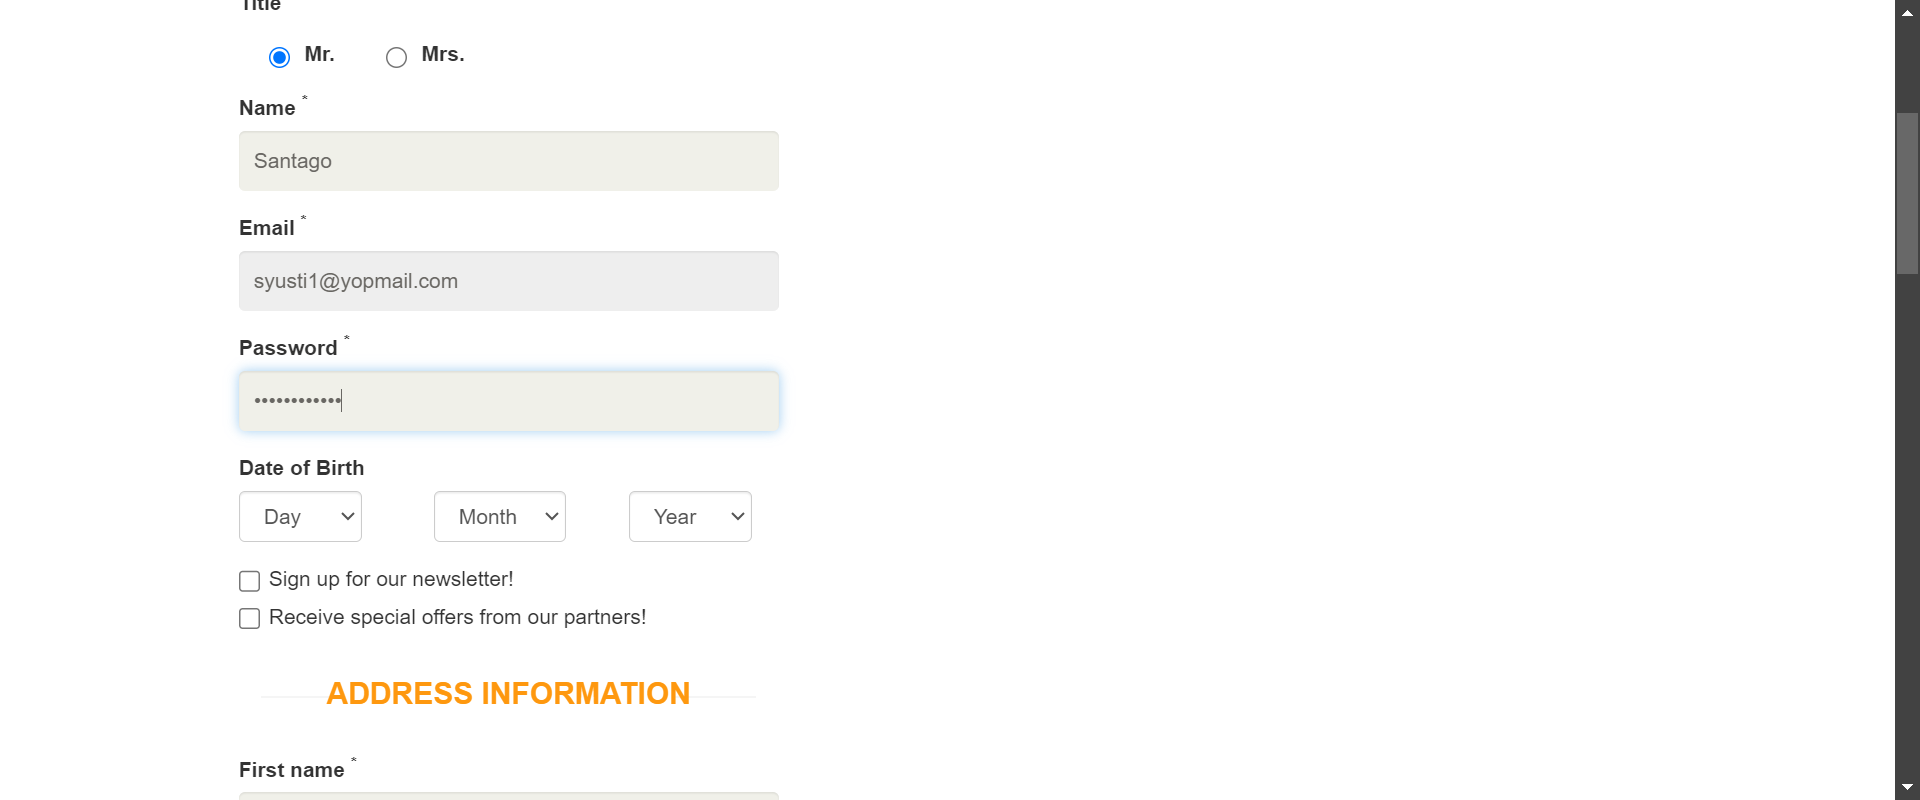 Title
Mr. Mrs.
Name *
Santago
Email *
syusti1@yopmail.com
Password *
••••••••••••
Date of Birth
Day Month Year
Sign up for our newsletter!
Receive special offers from our partners!
ADDRESS INFORMATION
First name *